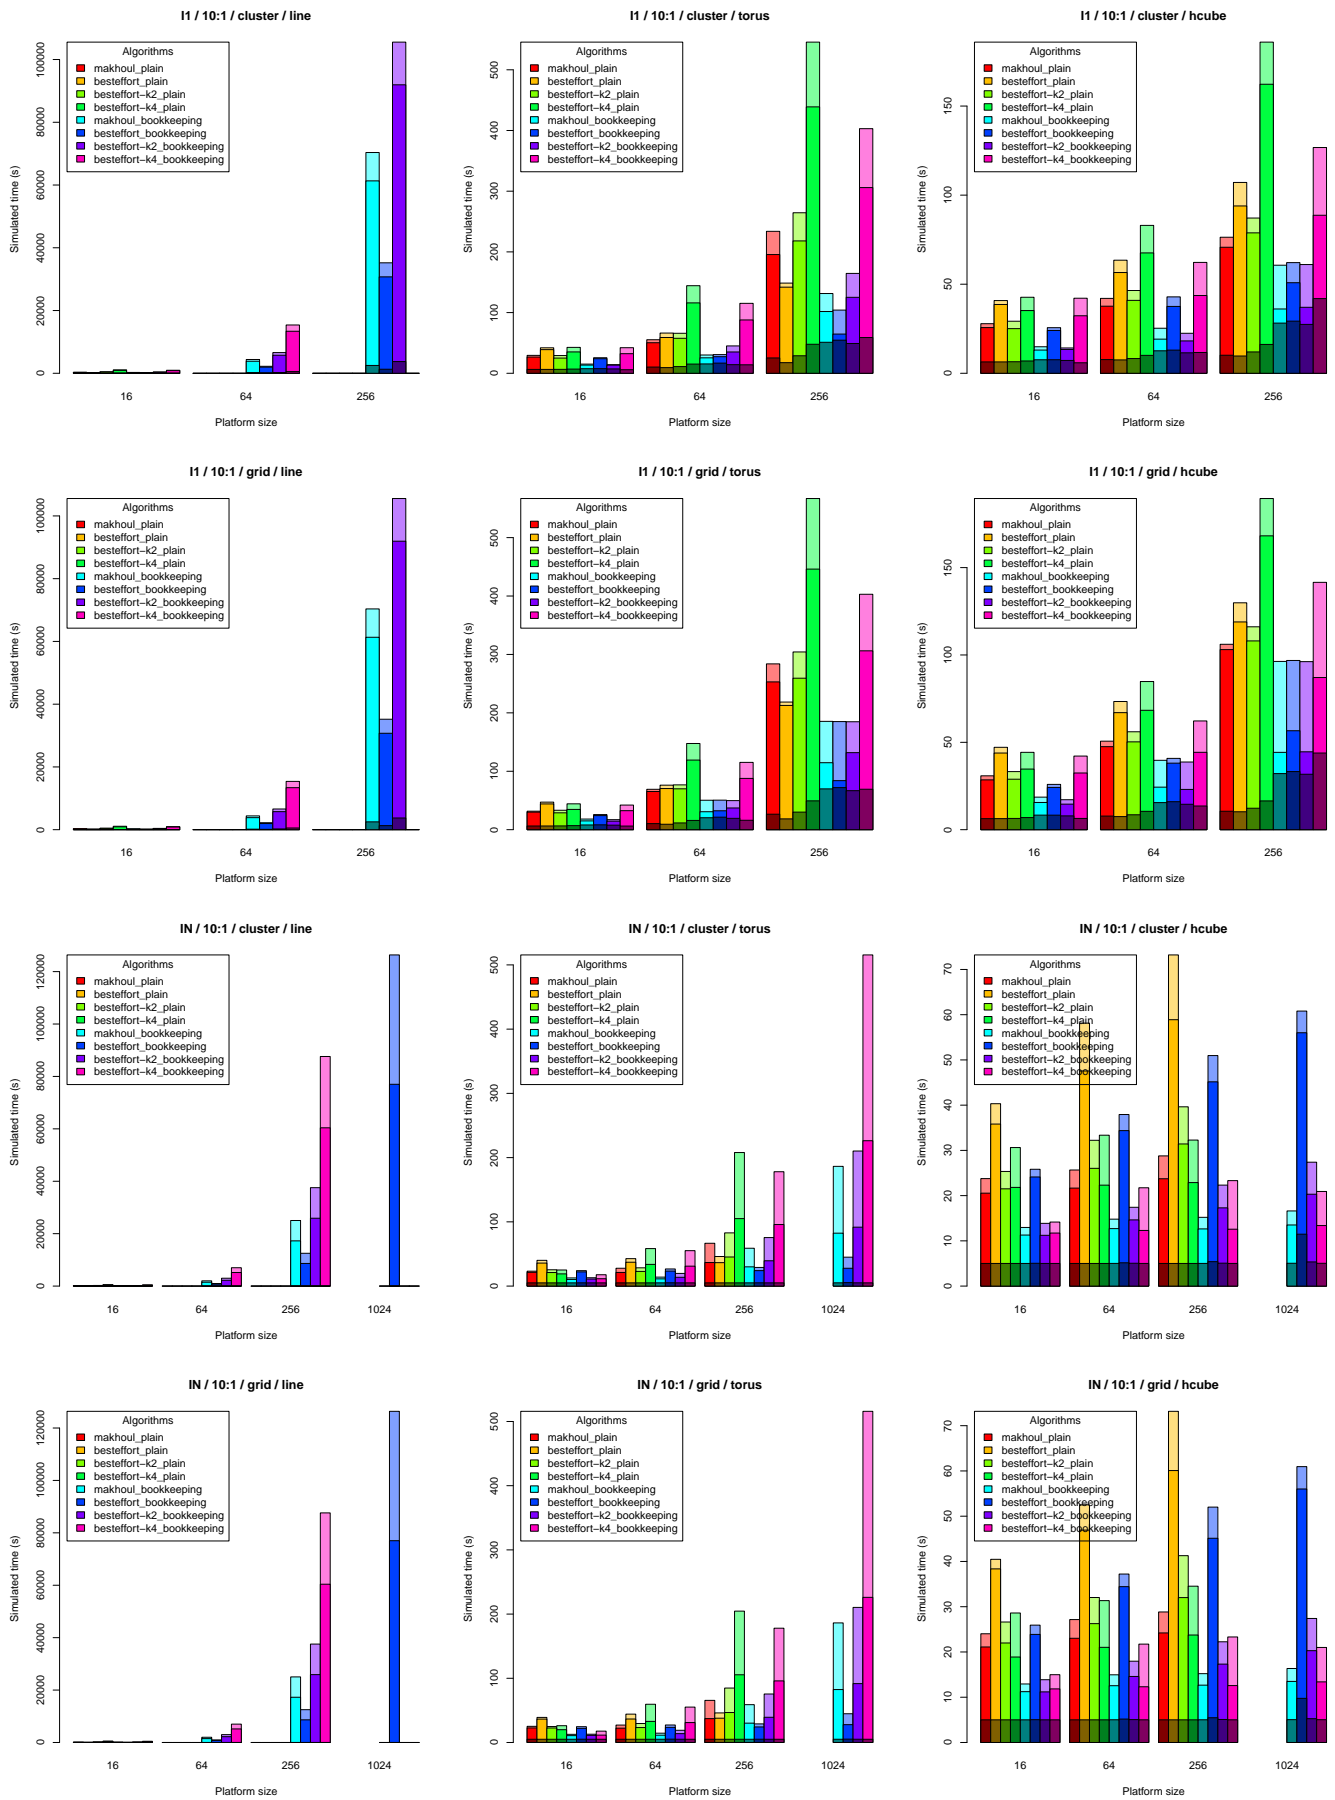 I1 / 10:1 / cluster / line
Simulated time (s)
0
20000
40000
60000
80000
100000
Algorithms
makhoul_plain
besteffort_plain
besteffort−k2_plain
besteffort−k4_plain
makhoul_bookkeeping
besteffort_bookkeeping
besteffort−k2_bookkeeping
besteffort−k4_bookkeeping
16
64
256
Platform size
I1 / 10:1 / cluster / torus
Simulated time (s)
0
100
200
300
400
500
Algorithms
makhoul_plain
besteffort_plain
besteffort−k2_plain
besteffort−k4_plain
makhoul_bookkeeping
besteffort_bookkeeping
besteffort−k2_bookkeeping
besteffort−k4_bookkeeping
16
64
256
Platform size
I1 / 10:1 / cluster / hcube
Simulated time (s)
0
50
100
150
Algorithms
makhoul_plain
besteffort_plain
besteffort−k2_plain
besteffort−k4_plain
makhoul_bookkeeping
besteffort_bookkeeping
besteffort−k2_bookkeeping
besteffort−k4_bookkeeping
16
64
256
Platform size
I1 / 10:1 / grid / line
Simulated time (s)
0
20000
40000
60000
80000
100000
Algorithms
makhoul_plain
besteffort_plain
besteffort−k2_plain
besteffort−k4_plain
makhoul_bookkeeping
besteffort_bookkeeping
besteffort−k2_bookkeeping
besteffort−k4_bookkeeping
16
64
256
Platform size
I1 / 10:1 / grid / torus
Simulated time (s)
0
100
200
300
400
500
Algorithms
makhoul_plain
besteffort_plain
besteffort−k2_plain
besteffort−k4_plain
makhoul_bookkeeping
besteffort_bookkeeping
besteffort−k2_bookkeeping
besteffort−k4_bookkeeping
16
64
256
Platform size
I1 / 10:1 / grid / hcube
Simulated time (s)
0
50
100
150
Algorithms
makhoul_plain
besteffort_plain
besteffort−k2_plain
besteffort−k4_plain
makhoul_bookkeeping
besteffort_bookkeeping
besteffort−k2_bookkeeping
besteffort−k4_bookkeeping
16
64
256
Platform size
IN / 10:1 / cluster / line
Simulated time (s)
0
20000
40000
60000
80000
100000
120000
Algorithms
makhoul_plain
besteffort_plain
besteffort−k2_plain
besteffort−k4_plain
makhoul_bookkeeping
besteffort_bookkeeping
besteffort−k2_bookkeeping
besteffort−k4_bookkeeping
16
64
256
1024
Platform size
IN / 10:1 / cluster / torus
Simulated time (s)
0
100
200
300
400
500
Algorithms
makhoul_plain
besteffort_plain
besteffort−k2_plain
besteffort−k4_plain
makhoul_bookkeeping
besteffort_bookkeeping
besteffort−k2_bookkeeping
besteffort−k4_bookkeeping
16
64
256
1024
Platform size
IN / 10:1 / cluster / hcube
Simulated time (s)
0
10
20
30
40
50
60
70
Algorithms
makhoul_plain
besteffort_plain
besteffort−k2_plain
besteffort−k4_plain
makhoul_bookkeeping
besteffort_bookkeeping
besteffort−k2_bookkeeping
besteffort−k4_bookkeeping
16
64
256
1024
Platform size
IN / 10:1 / grid / line
Simulated time (s)
0
20000
40000
60000
80000
100000
120000
Algorithms
makhoul_plain
besteffort_plain
besteffort−k2_plain
besteffort−k4_plain
makhoul_bookkeeping
besteffort_bookkeeping
besteffort−k2_bookkeeping
besteffort−k4_bookkeeping
16
64
256
1024
Platform size
IN / 10:1 / grid / torus
Simulated time (s)
0
100
200
300
400
500
Algorithms
makhoul_plain
besteffort_plain
besteffort−k2_plain
besteffort−k4_plain
makhoul_bookkeeping
besteffort_bookkeeping
besteffort−k2_bookkeeping
besteffort−k4_bookkeeping
16
64
256
1024
Platform size
IN / 10:1 / grid / hcube
Simulated time (s)
0
10
20
30
40
50
60
70
Algorithms
makhoul_plain
besteffort_plain
besteffort−k2_plain
besteffort−k4_plain
makhoul_bookkeeping
besteffort_bookkeeping
besteffort−k2_bookkeeping
besteffort−k4_bookkeeping
16
64
256
1024
Platform size